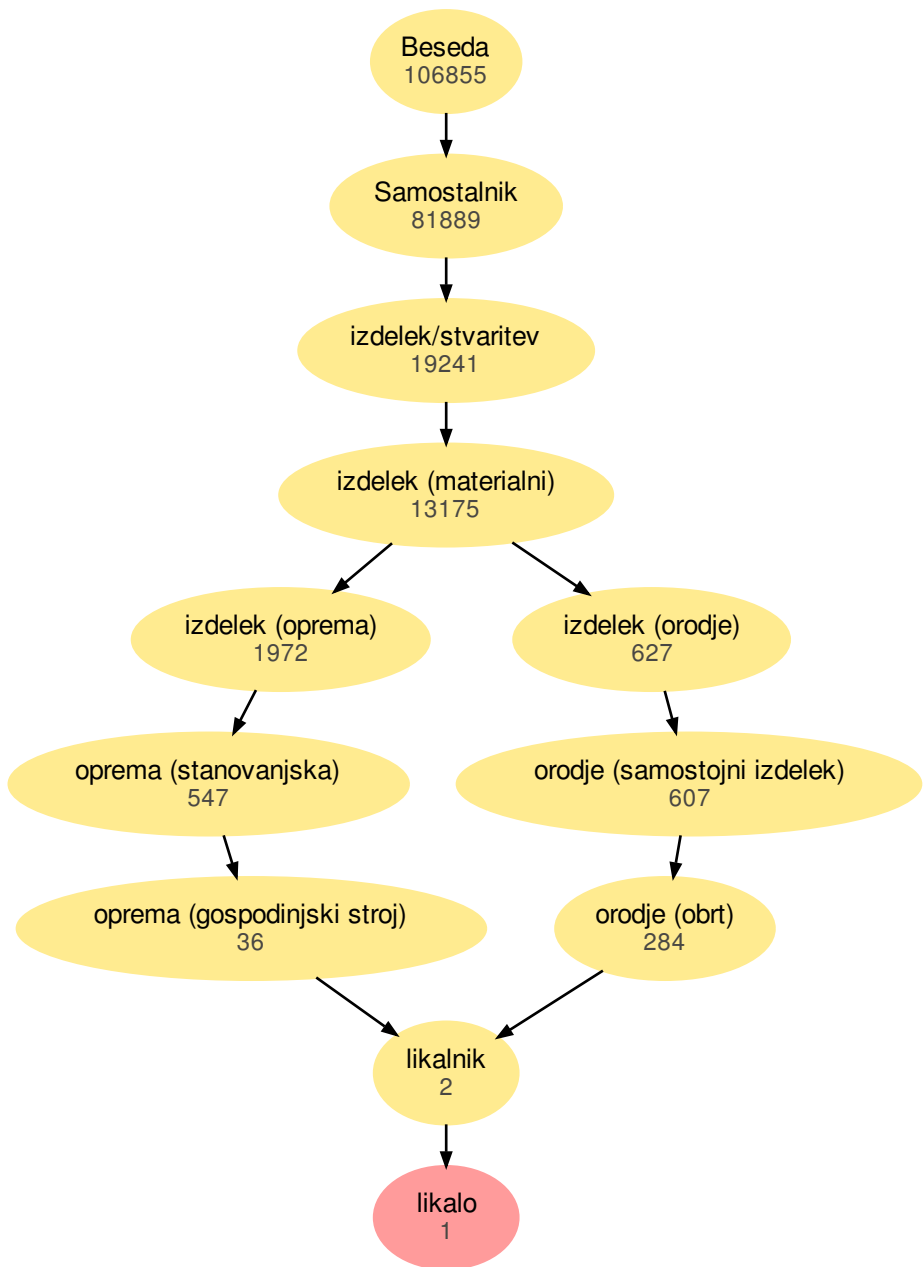 Beseda
106855
Samostalnik
81889
izdelek/stvaritev
19241
izdelek (materialni)
13175
izdelek (oprema)
1972
izdelek (orodje)
627
oprema (stanovanjska)
547
orodje (samostojni izdelek)
607
oprema (gospodinjski stroj)
36
orodje (obrt)
284
likalnik
2
likalo
1